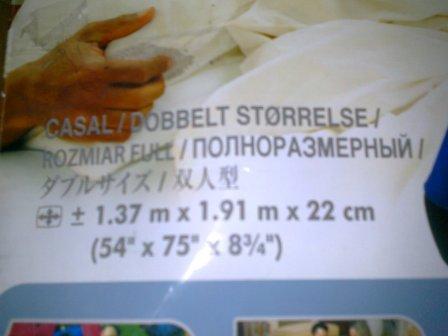 CASAL / DOBBELT STØRRELSE /
ROZMIAR FULL / ПОЛНОРАЗМЕРНЫЙ /
ダブルサイズ / 双人型
± 1.37 m x 1.91 m x 22 cm
(54" x 75" x 8¾")